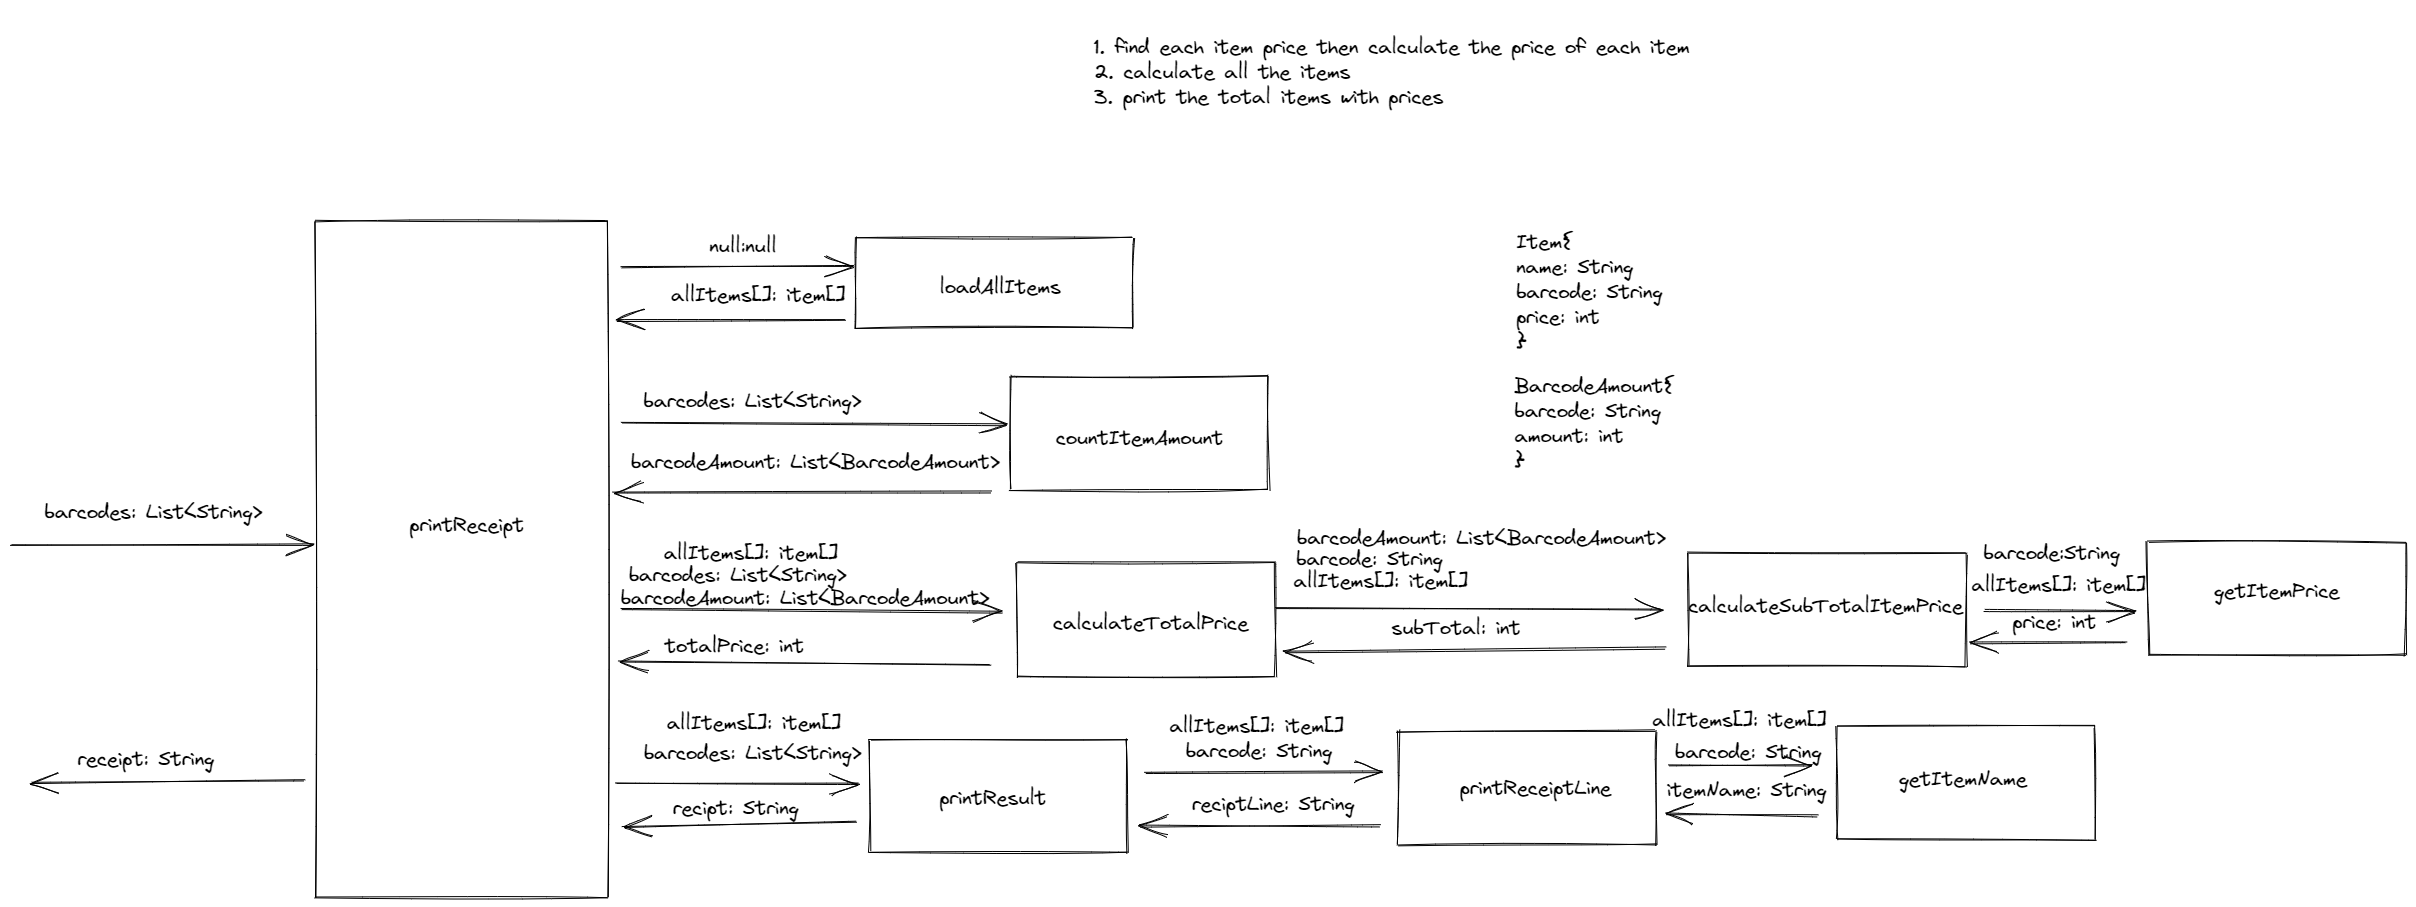 1. find each item price then calculate the price of each item
2. calculate all the items
3. print the total items with prices
null:null
loadAllItems
allItems[]: item[]
Item{
name: String
barcode: String
price: int
}
barcodes: List<String>
countItemAmount
barcodeAmount: List<BarcodeAmount>
BarcodeAmount{
barcode: String
amount: int
}
barcodes: List<String>
printReceipt
allItems[]: item[]
barcodes: List<String>
barcodeAmount: List<BarcodeAmount>
calculateTotalPrice
totalPrice: int
barcodeAmount: List<BarcodeAmount>
barcode: String
allItems[]: item[]
subTotal: int
calculateSubTotalItemPrice
barcode:String
allItems[]: item[]
price: int
getItemPrice
receipt: String
allItems[]: item[]
barcodes: List<String>
recipt: String
printResult
allItems[]: item[]
barcode: String
reciptLine: String
printReceiptLine
allItems[]: item[]
barcode: String
itemName: String
getItemName